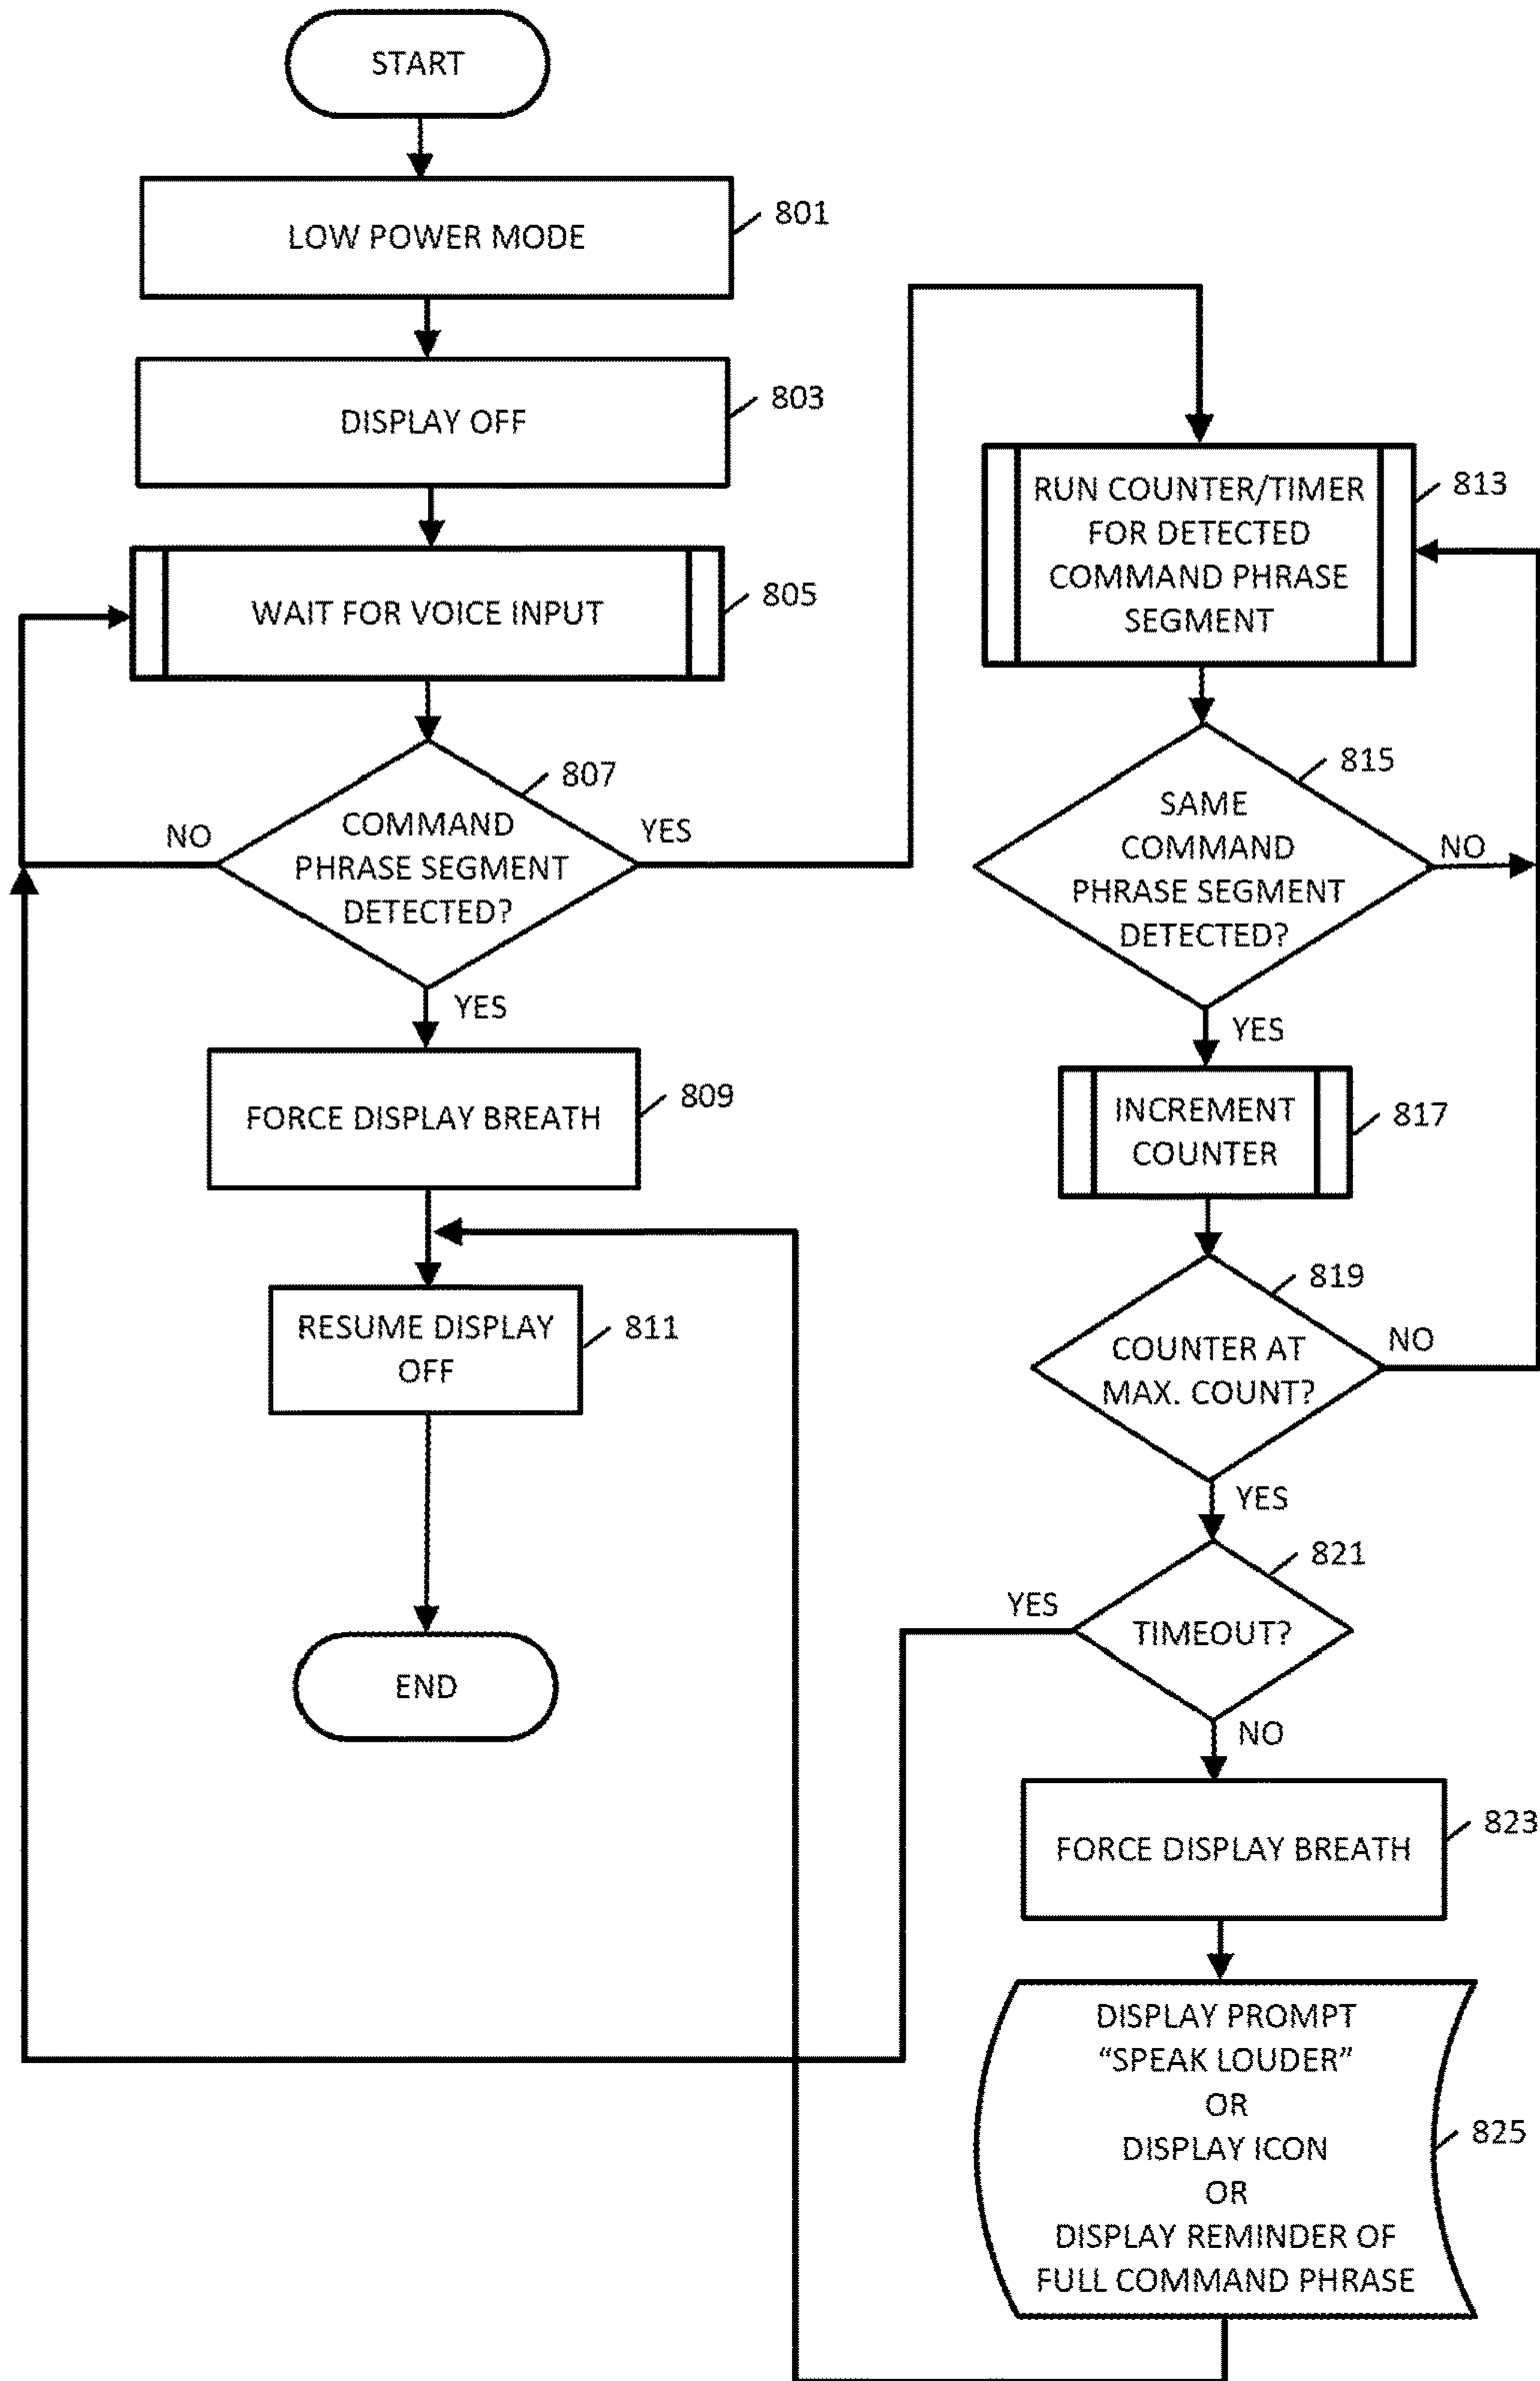 START
LOW POWER MODE
801
DISPLAY OFF
803
WAIT FOR VOICE INPUT
805
807
COMMAND
PHRASE SEGMENT
DETECTED?
NO
YES
YES
FORCE DISPLAY BREATH
809
RESUME DISPLAY
OFF
811
END
RUN COUNTER/TIMER
FOR DETECTED
COMMAND PHRASE
SEGMENT
813
815
SAME
COMMAND
PHRASE SEGMENT
DETECTED?
NO
YES
INCREMENT
COUNTER
817
819
COUNTER AT
MAX. COUNT?
NO
YES
821
TIMEOUT?
YES
NO
FORCE DISPLAY BREATH
823
DISPLAY PROMPT
“SPEAK LOUDER”
OR
DISPLAY ICON
OR
DISPLAY REMINDER OF
FULL COMMAND PHRASE
825